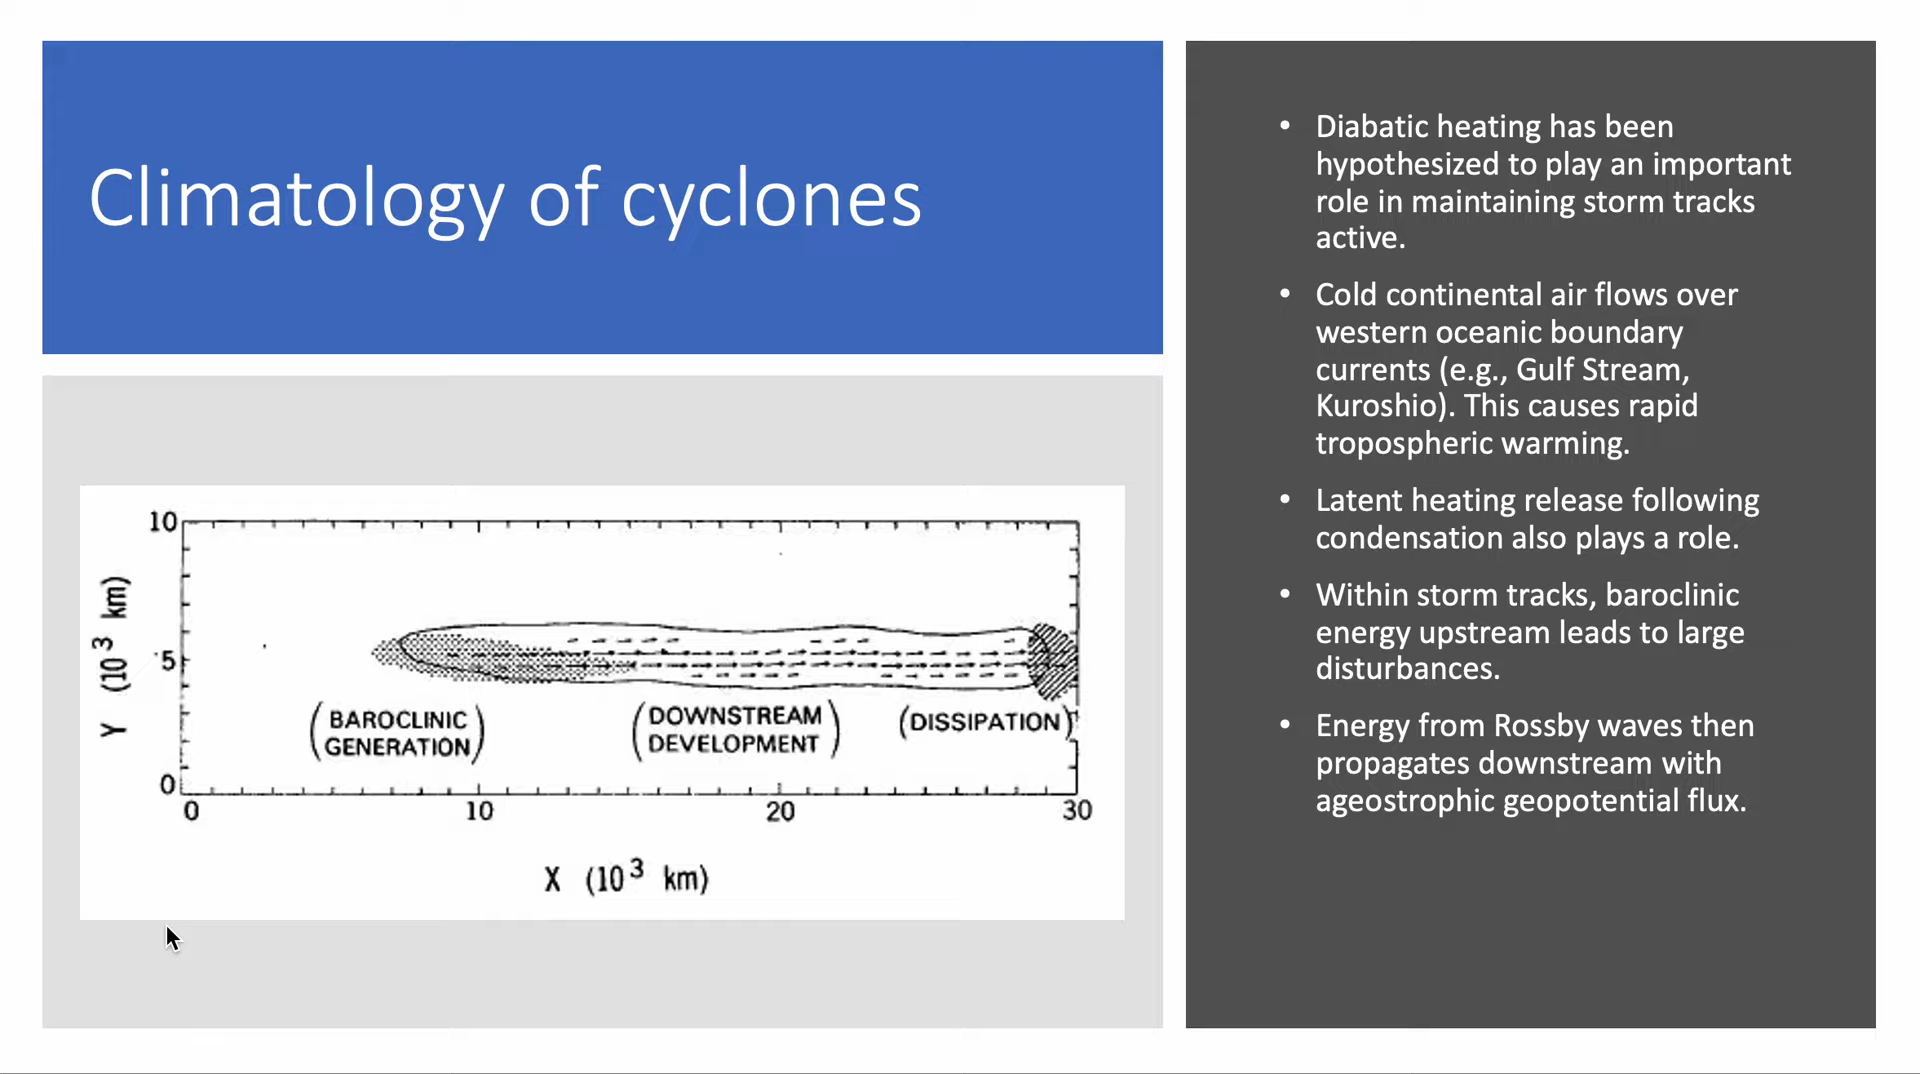 Climatology of cyclones
10
5
0
Y (10³ km)
(BAROCLINIC
GENERATION)
(DOWNSTREAM
DEVELOPMENT)
(DISSIPATION)
0 10 20 30
X (10³ km)
• Diabatic heating has been
hypothesized to play an important
role in maintaining storm tracks
active.
• Cold continental air flows over
western oceanic boundary
currents (e.g., Gulf Stream,
Kuroshio). This causes rapid
tropospheric warming.
• Latent heating release following
condensation also plays a role.
• Within storm tracks, baroclinic
energy upstream leads to large
disturbances.
• Energy from Rossby waves then
propagates downstream with
ageostrophic geopotential flux.